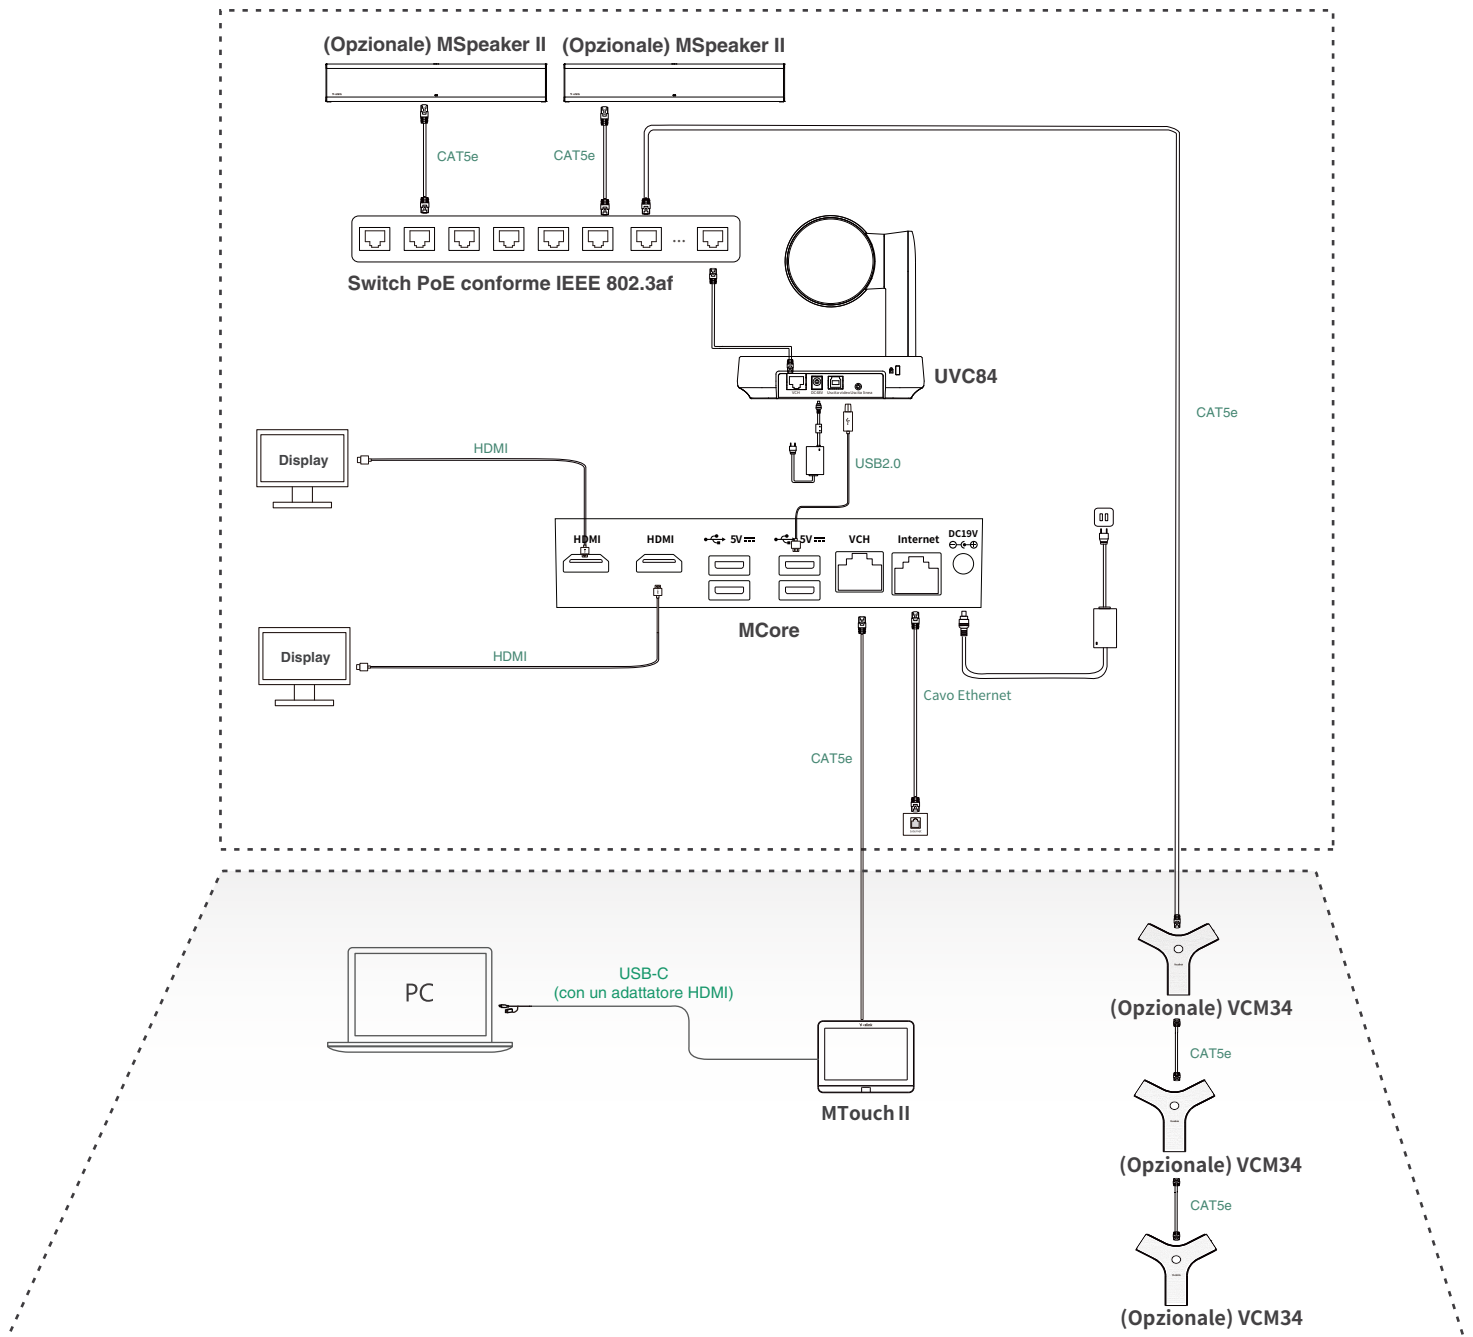 (Opzionale) MSpeaker II
(Opzionale) MSpeaker II
CAT5e
CAT5e
Switch PoE conforme IEEE 802.3af
...
UVC84
VCH
CAT5e
HDMI
Display
USB2.0
HDMI
HDMI
5V
5V
VCH
Internet
DC19V
MCore
Display
HDMI
Cavo Ethernet
CAT5e
PC
USB-C
(con un adattatore HDMI)
MTouch II
(Opzionale) VCM34
CAT5e
(Opzionale) VCM34
CAT5e
(Opzionale) VCM34